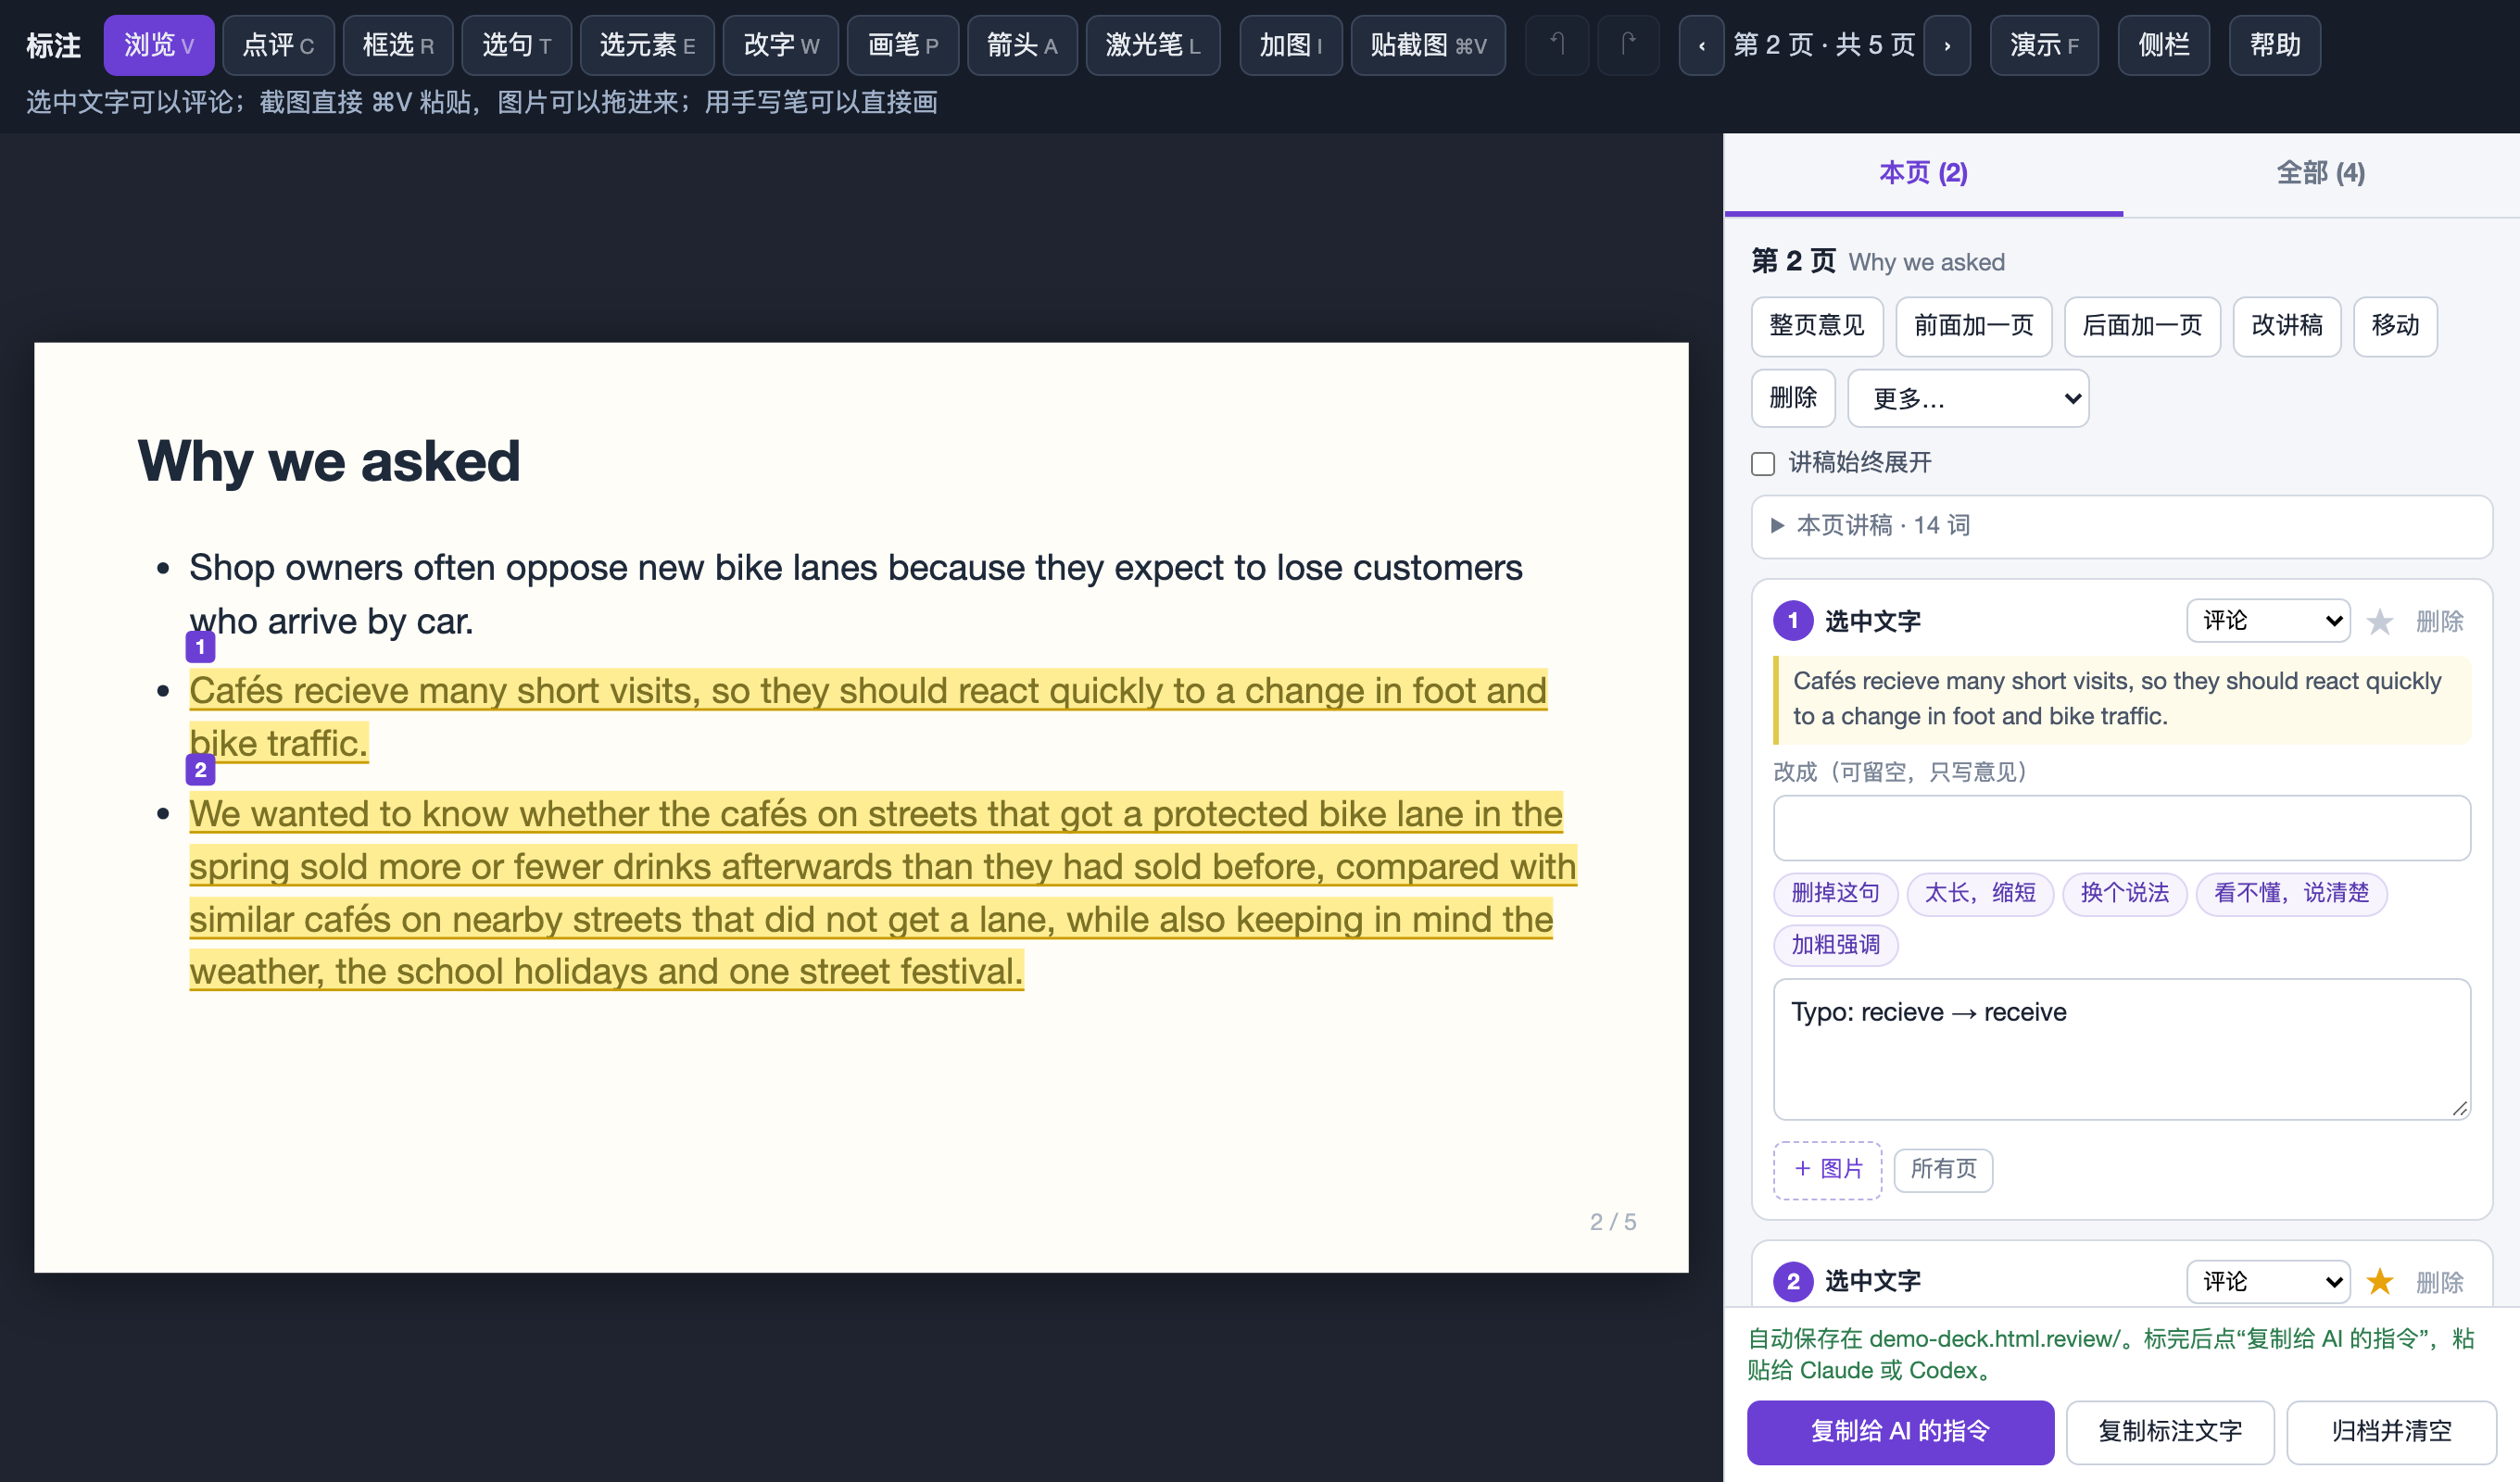 标注 浏览 V 点评 C 框选 R 选句 T 选元素 E 改字 W 画笔 P 箭头 A 激光笔 L 加图 I 贴截图 ⌘V ‹ 第 2 页 · 共 5 页 › 演示 F 侧栏 帮助
选中文字可以评论；截图直接 ⌘V 粘贴，图片可以拖进来；用手写笔可以直接画
Why we asked
• Shop owners often oppose new bike lanes because they expect to lose customers
who arrive by car.
1
• Cafés recieve many short visits, so they should react quickly to a change in foot and
bike traffic.
2
• We wanted to know whether the cafés on streets that got a protected bike lane in the
spring sold more or fewer drinks afterwards than they had sold before, compared with
similar cafés on nearby streets that did not get a lane, while also keeping in mind the
weather, the school holidays and one street festival.
2 / 5
本页 (2) 全部 (4)
第 2 页 Why we asked
整页意见 前面加一页 后面加一页 改讲稿 移动
删除 更多...
讲稿始终展开
▶ 本页讲稿 · 14 词
1 选中文字 评论 ★ 删除
Cafés recieve many short visits, so they should react quickly
to a change in foot and bike traffic.
改成（可留空，只写意见）
删掉这句 太长，缩短 换个说法 看不懂，说清楚
加粗强调
Typo: recieve → receive
+ 图片 所有页
2 选中文字 评论 ★ 删除
自动保存在 demo-deck.html.review/。标完后点“复制给 AI 的指令”，粘
贴给 Claude 或 Codex。
复制给 AI 的指令 复制标注文字 归档并清空